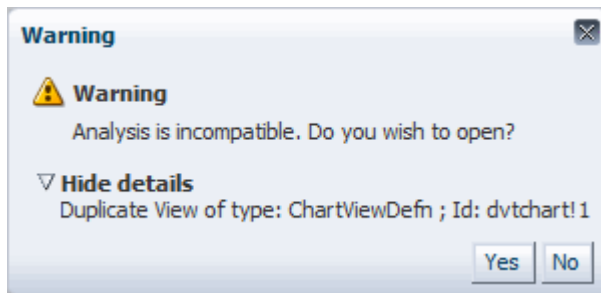 Warning
Warning
Analysis is incompatible. Do you wish to open?
Hide details
Duplicate View of type: ChartViewDefn ; Id: dvtchart!1
Yes No